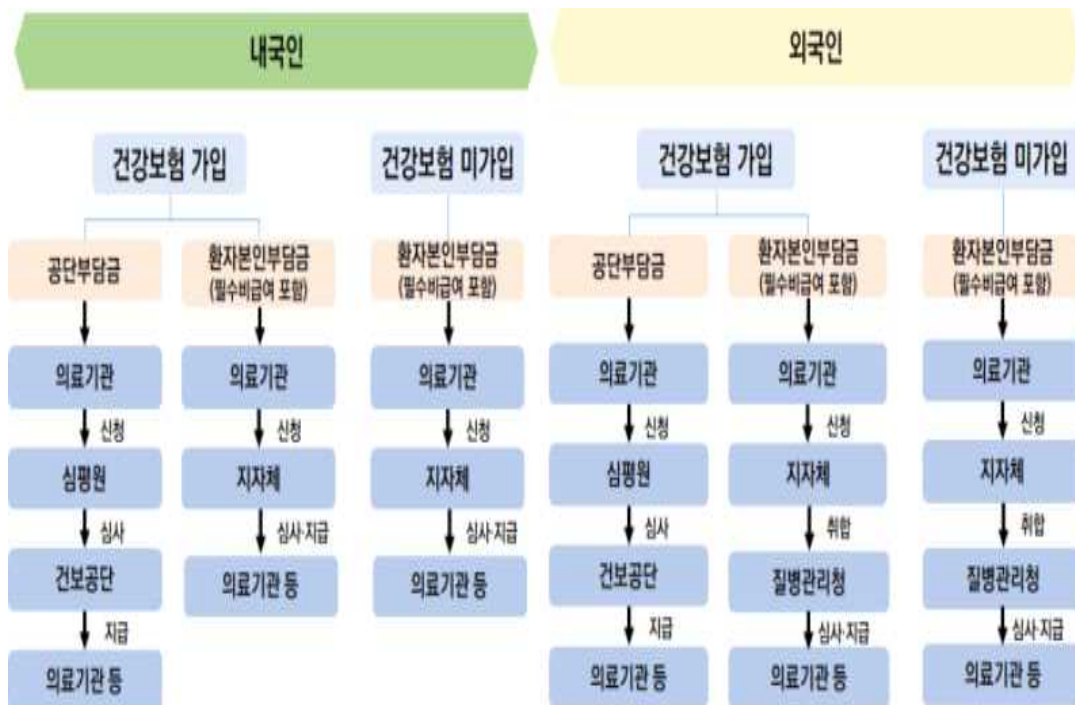 내국인
외국인
건강보험 가입
건강보험 미가입
건강보험 가입
건강보험 미가입
공단부담금
환자본인부담금
(필수비급여 포함)
환자본인부담금
(필수비급여 포함)
공단부담금
환자본인부담금
(필수비급여 포함)
환자본인부담금
(필수비급여 포함)
의료기관
의료기관
의료기관
의료기관
의료기관
의료기관
신청
신청
신청
신청
신청
신청
심평원
지자체
지자체
심평원
지자체
지자체
심사
심사·지급
심사·지급
심사
취합
취합
건보공단
의료기관 등
의료기관 등
건보공단
질병관리청
질병관리청
지급
지급
심사·지급
심사·지급
의료기관 등
의료기관 등
의료기관 등
의료기관 등